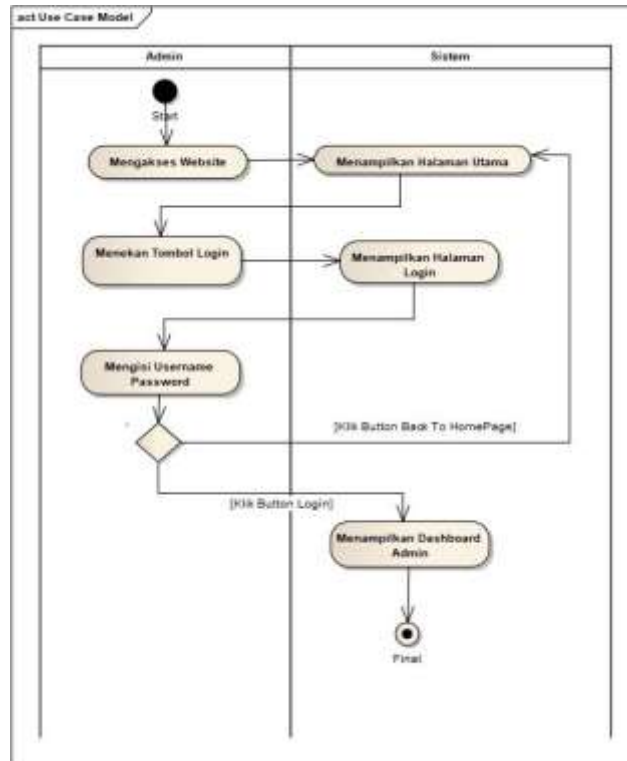 act Use Case Model
Admin
Sistem
Start
Mengakses Website
Menampilkan Halaman Utama
Menekan Tombol Login
Menampilkan Halaman
Login
Mengisi Username
Password
[Klik Button Back To HomePage]
[Klik Button Login]
Menampilkan Dashboard
Admin
Final